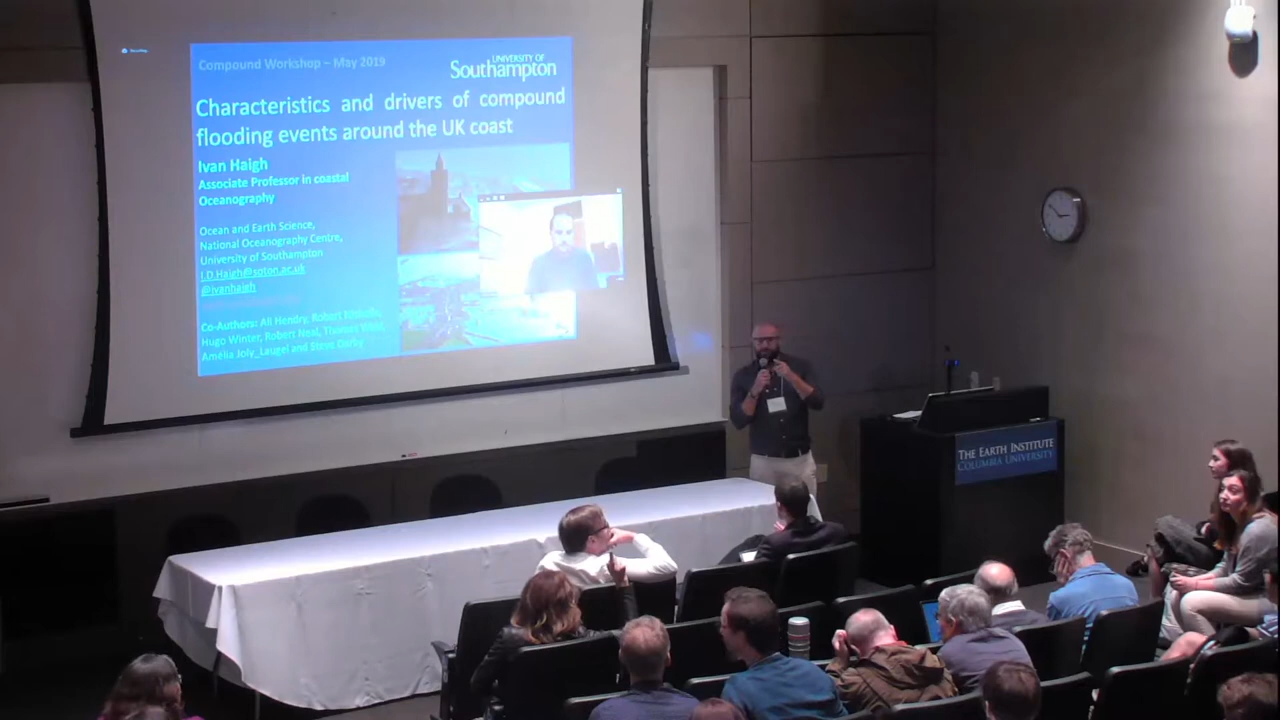 Compound Workshop – May 2019
UNIVERSITY OF
Southampton
Characteristics and drivers of compound
flooding events around the UK coast
Ivan Haigh
Associate Professor in coastal
Oceanography
Ocean and Earth Science,
National Oceanography Centre,
University of Southampton
I.D.Haigh@soton.ac.uk
@ivanhaigh
Co-Authors: Ali Hendry, Robert
Hugo Winter, Robert Neal, Thomas
Amelia Joly_Laugel and Steve Darby
THE EARTH INSTITUTE
COLUMBIA UNIVERSITY